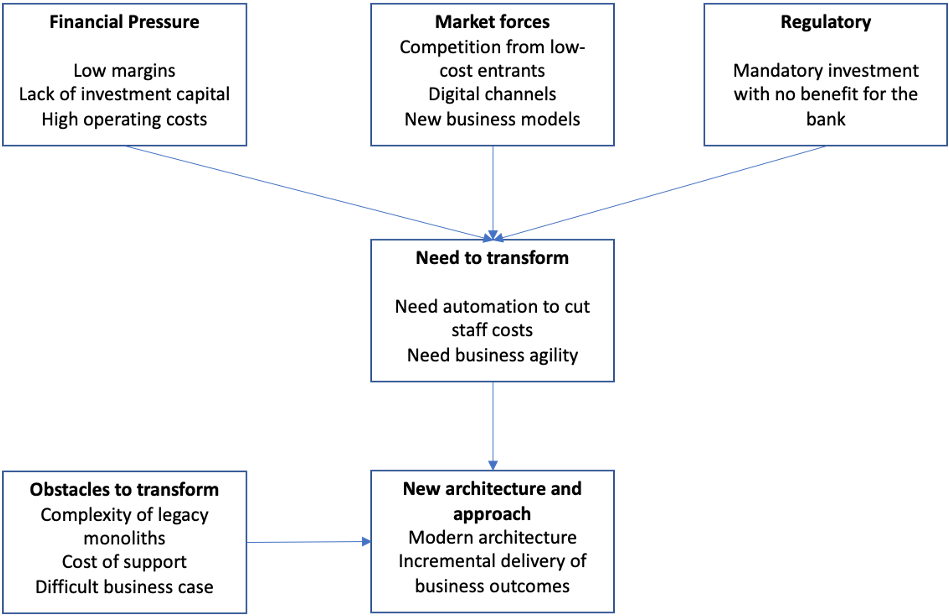 Financial Pressure
Low margins
Lack of investment capital
High operating costs
Market forces
Competition from low-
cost entrants
Digital channels
New business models
Regulatory
Mandatory investment
with no benefit for the
bank
Need to transform
Need automation to cut
staff costs
Need business agility
Obstacles to transform
Complexity of legacy
monoliths
Cost of support
Difficult business case
New architecture and
approach
Modern architecture
Incremental delivery of
business outcomes